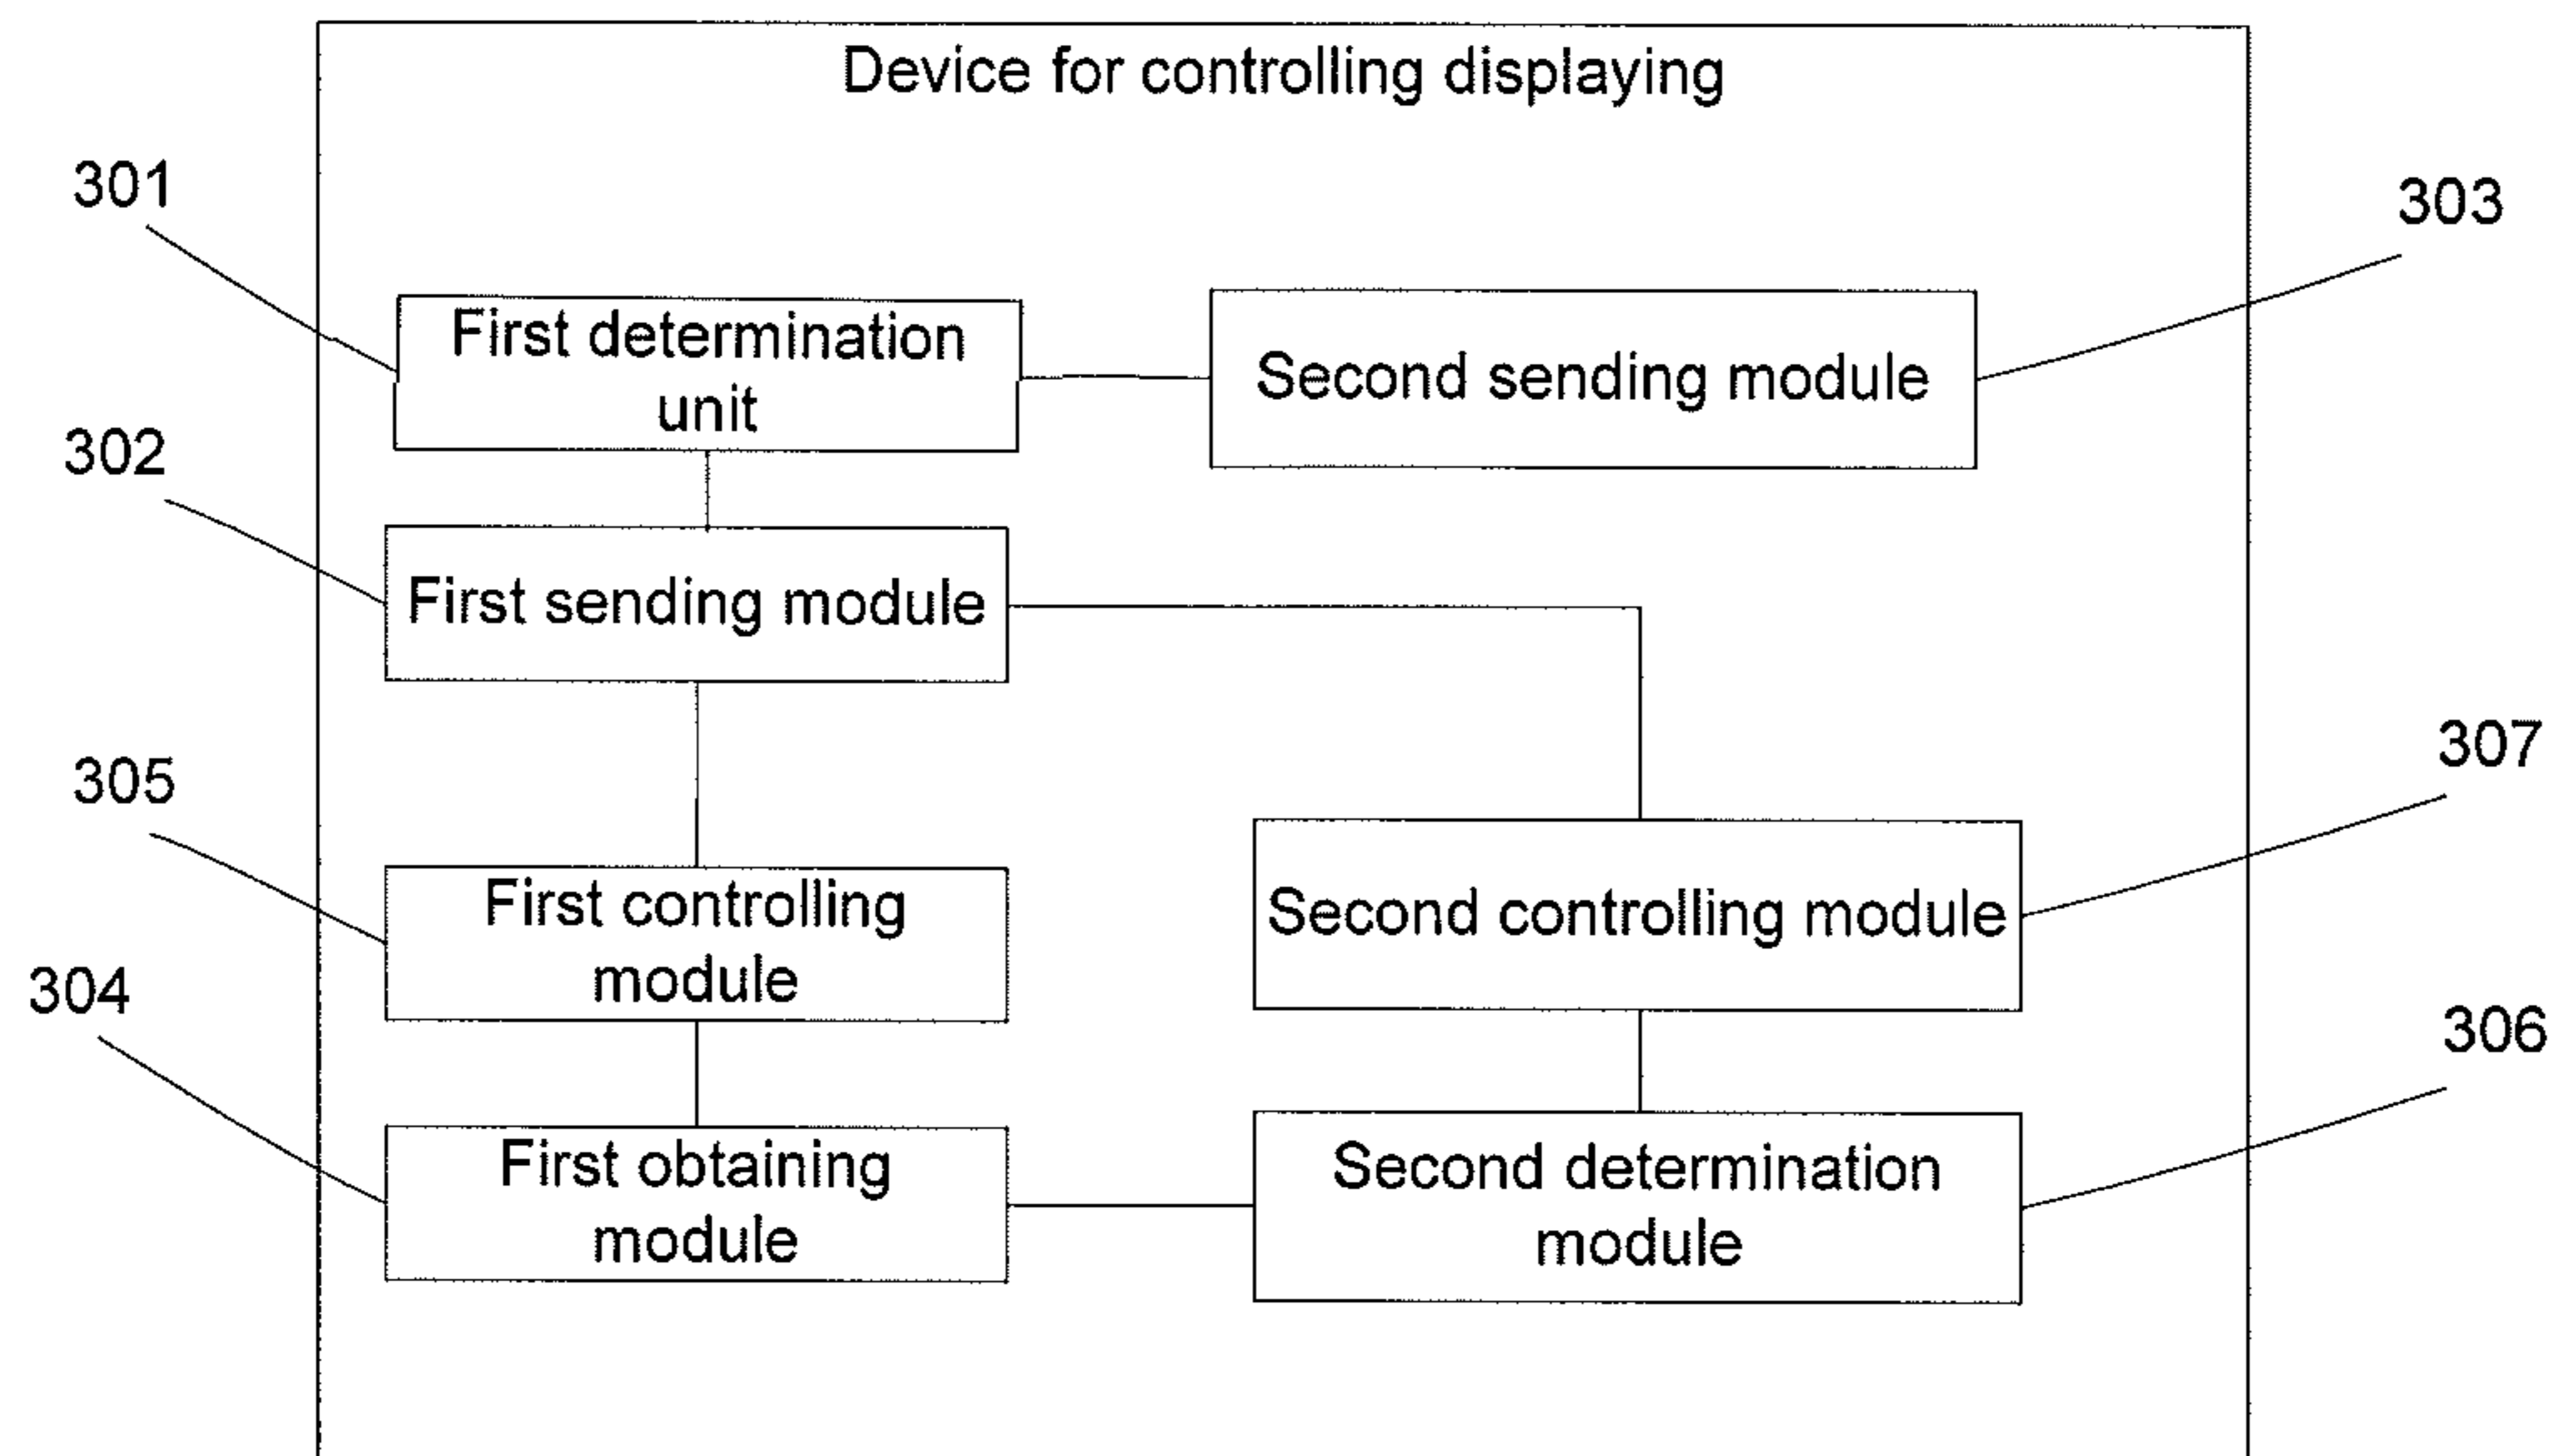 Device for controlling displaying
301
303
First determination
unit
Second sending module
302
First sending module
305
307
First controlling
module
Second controlling module
304
306
First obtaining
module
Second determination
module